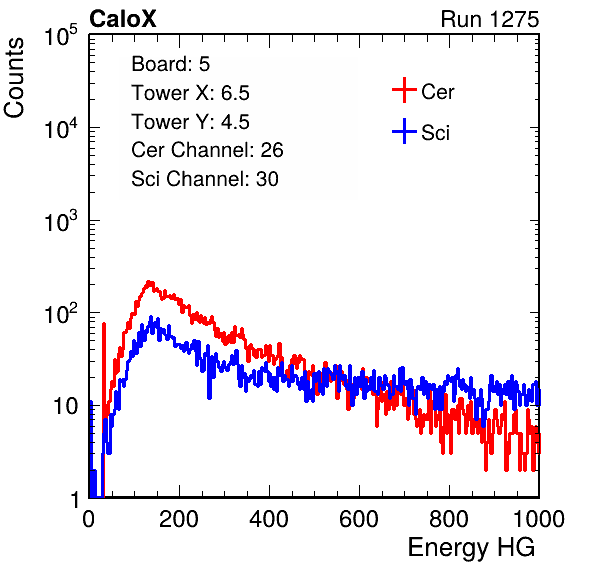 CaloX Run 1275
Counts
Board: 5
Tower X: 6.5
Tower Y: 4.5
Cer Channel: 26
Sci Channel: 30
Cer
Sci
10^5
10^4
10^3
10^2
10
1
0 200 400 600 800 1000
Energy HG